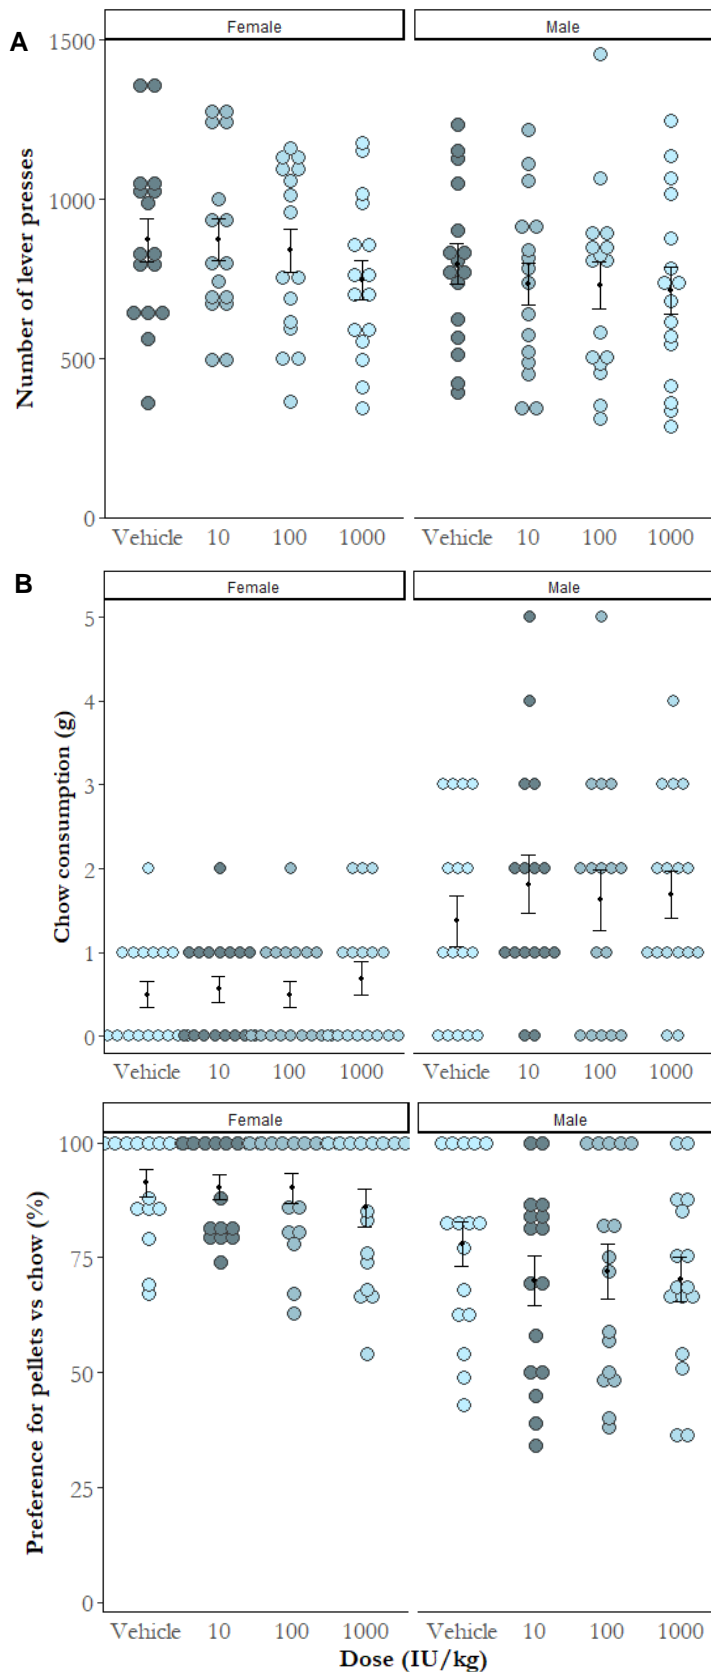 A
Female Male
Number of lever presses
1500
1000
500
0
Vehicle 10 100 1000 Vehicle 10 100 1000
B
Female Male
Chow consumption (g)
5
4
3
2
1
0
Vehicle 10 100 1000 Vehicle 10 100 1000
Female Male
Preference for pellets vs chow (%)
100
75
50
25
0
Vehicle 10 100 1000 Vehicle 10 100 1000
Dose (IU/kg)